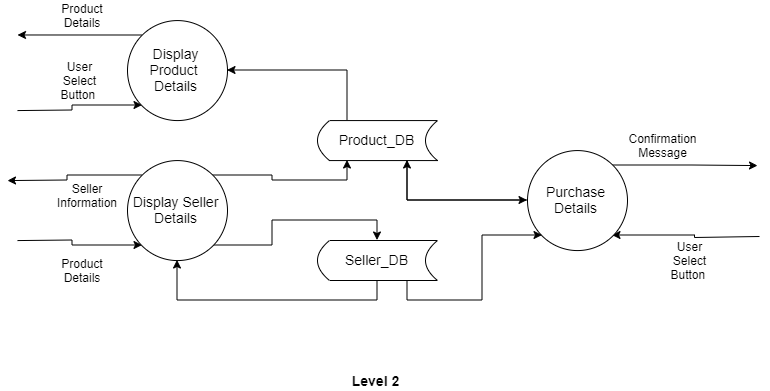 Product
Details
Display
Product
Details
User
Select
Button
Product_DB
Confirmation
Message
Seller
Information
Display Seller
Details
Purchase
Details
Product
Details
Seller_DB
User
Select
Button
Level 2